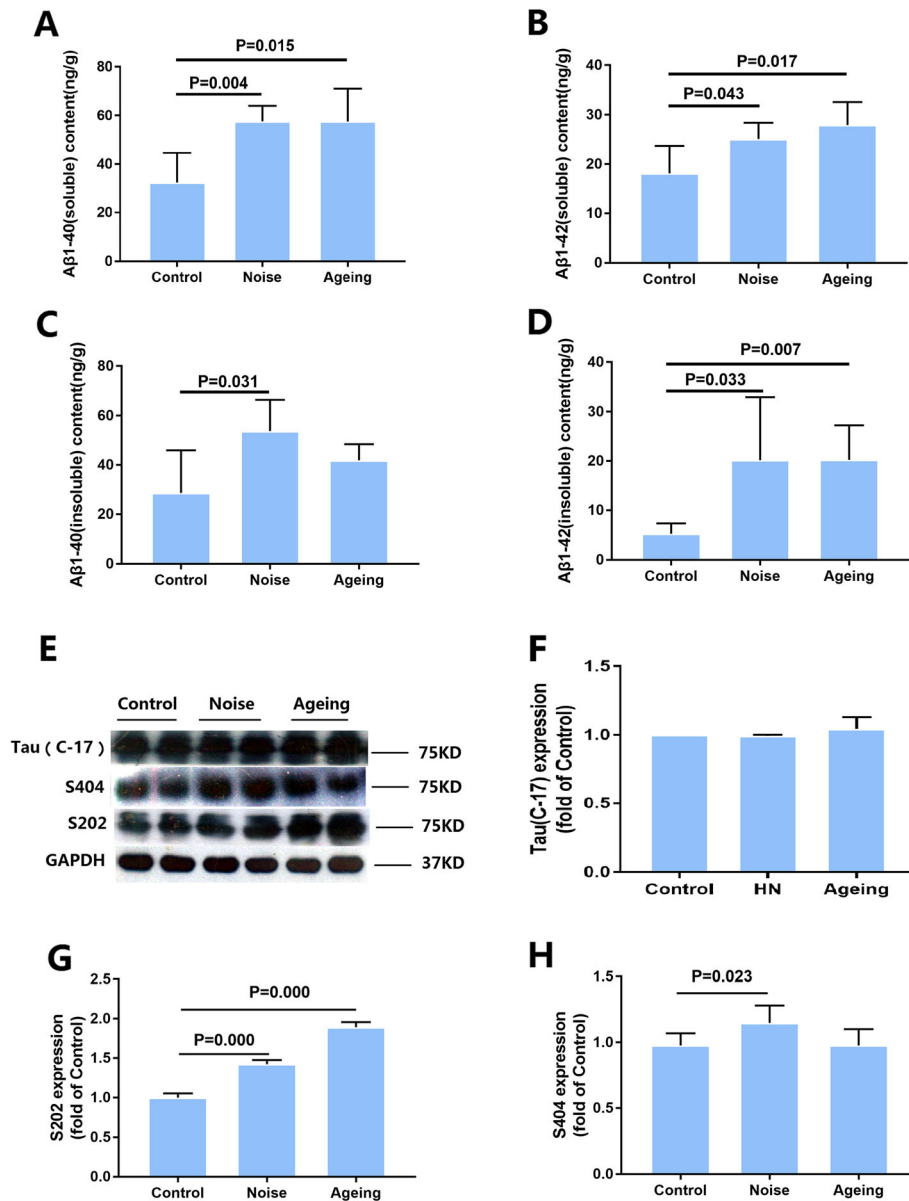 A
Aβ1-40(soluble) content(ng/g)
80
60
40
20
0
P=0.015
P=0.004
Control Noise Ageing
B
Aβ1-42(soluble) content(ng/g)
40
30
20
10
0
P=0.017
P=0.043
Control Noise Ageing
C
Aβ1-40(insoluble) content(ng/g)
80
60
40
20
0
P=0.031
Control Noise Ageing
D
Aβ1-42(insoluble) content(ng/g)
40
30
20
10
0
P=0.007
P=0.033
Control Noise Ageing
E
Control Noise Ageing
Tau ( C-17 ) 75KD
S404 75KD
S202 75KD
GAPDH 37KD
F
Tau(C-17) expression
(fold of Control)
1.5
1.0
0.5
0.0
Control HN Ageing
G
S202 expression
(fold of Control)
2.5
2.0
1.5
1.0
0.5
0.0
P=0.000
P=0.000
Control Noise Ageing
H
S404 expression
(fold of Control)
1.5
1.0
0.5
0.0
P=0.023
Control Noise Ageing